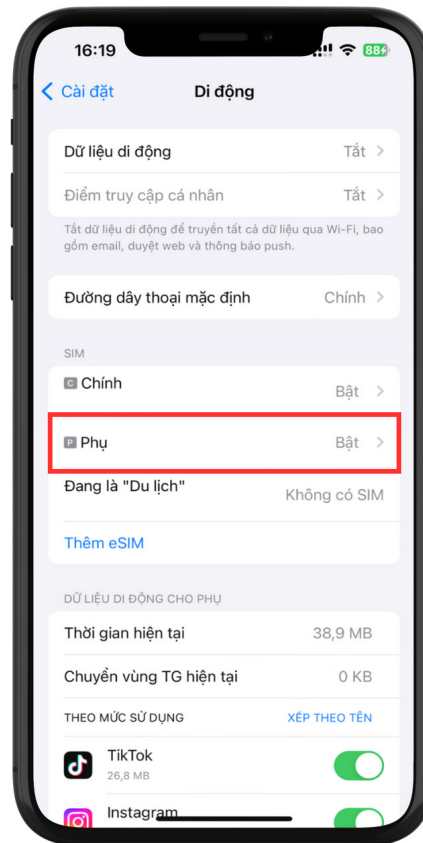 16:19
88
Cài đặt
Di động
Dữ liệu di động
Tắt
Điểm truy cập cá nhân
Tắt
Tắt dữ liệu di động để truyền tất cả dữ liệu qua Wi-Fi, bao
gồm email, duyệt web và thông báo push.
Đường dây thoại mặc định
Chính
SIM
C Chính
Bật
P Phụ
Bật
Đang là "Du lịch"
Không có SIM
Thêm eSIM
DỮ LIỆU DI ĐỘNG CHO PHỤ
Thời gian hiện tại
38,9 MB
Chuyển vùng TG hiện tại
0 KB
THEO MỨC SỬ DỤNG
XẾP THEO TÊN
TikTok
26,8 MB
Instagram